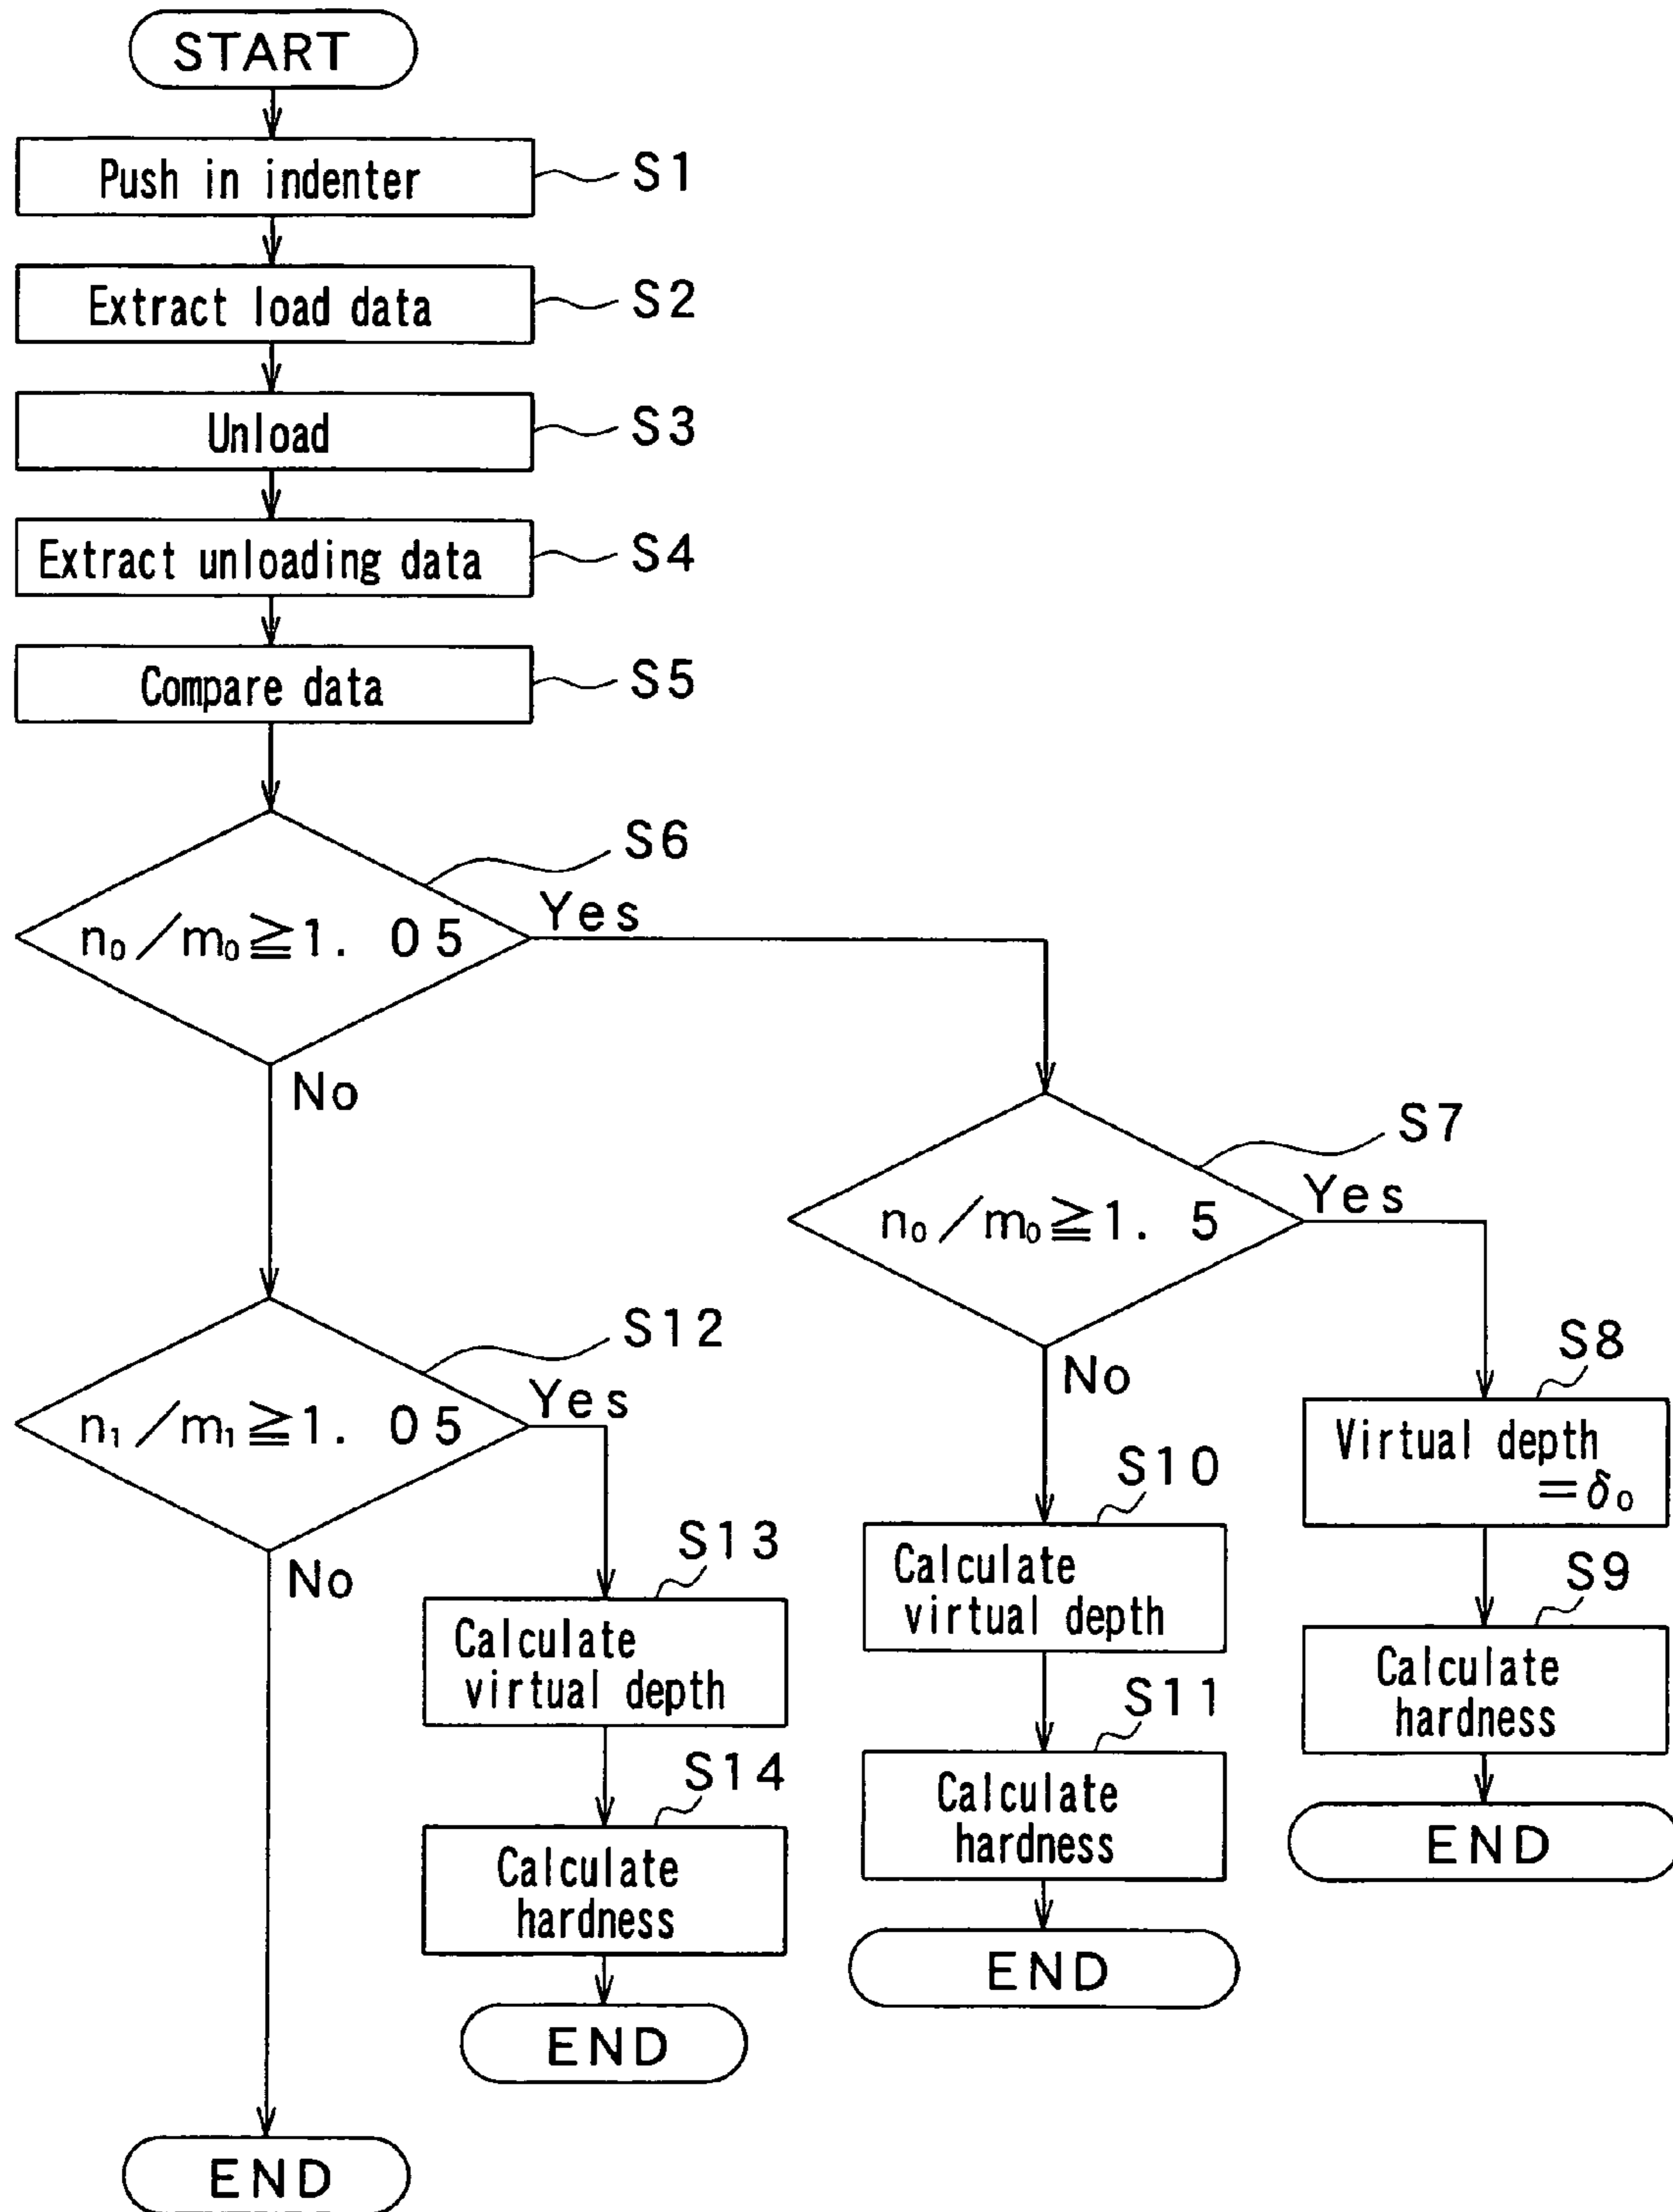 START
Push in indenter
S1
Extract load data
S2
Unload
S3
Extract unloading data
S4
Compare data
S5
S6
n₀/m₀≧1. 05
Yes
No
S7
n₀/m₀≧1. 5
Yes
No
S12
n₁/m₁≧1. 05
Yes
No
S8
Virtual depth
=δ₀
S9
Calculate
hardness
END
S10
Calculate
virtual depth
S11
Calculate
hardness
END
S13
Calculate
virtual depth
S14
Calculate
hardness
END
END